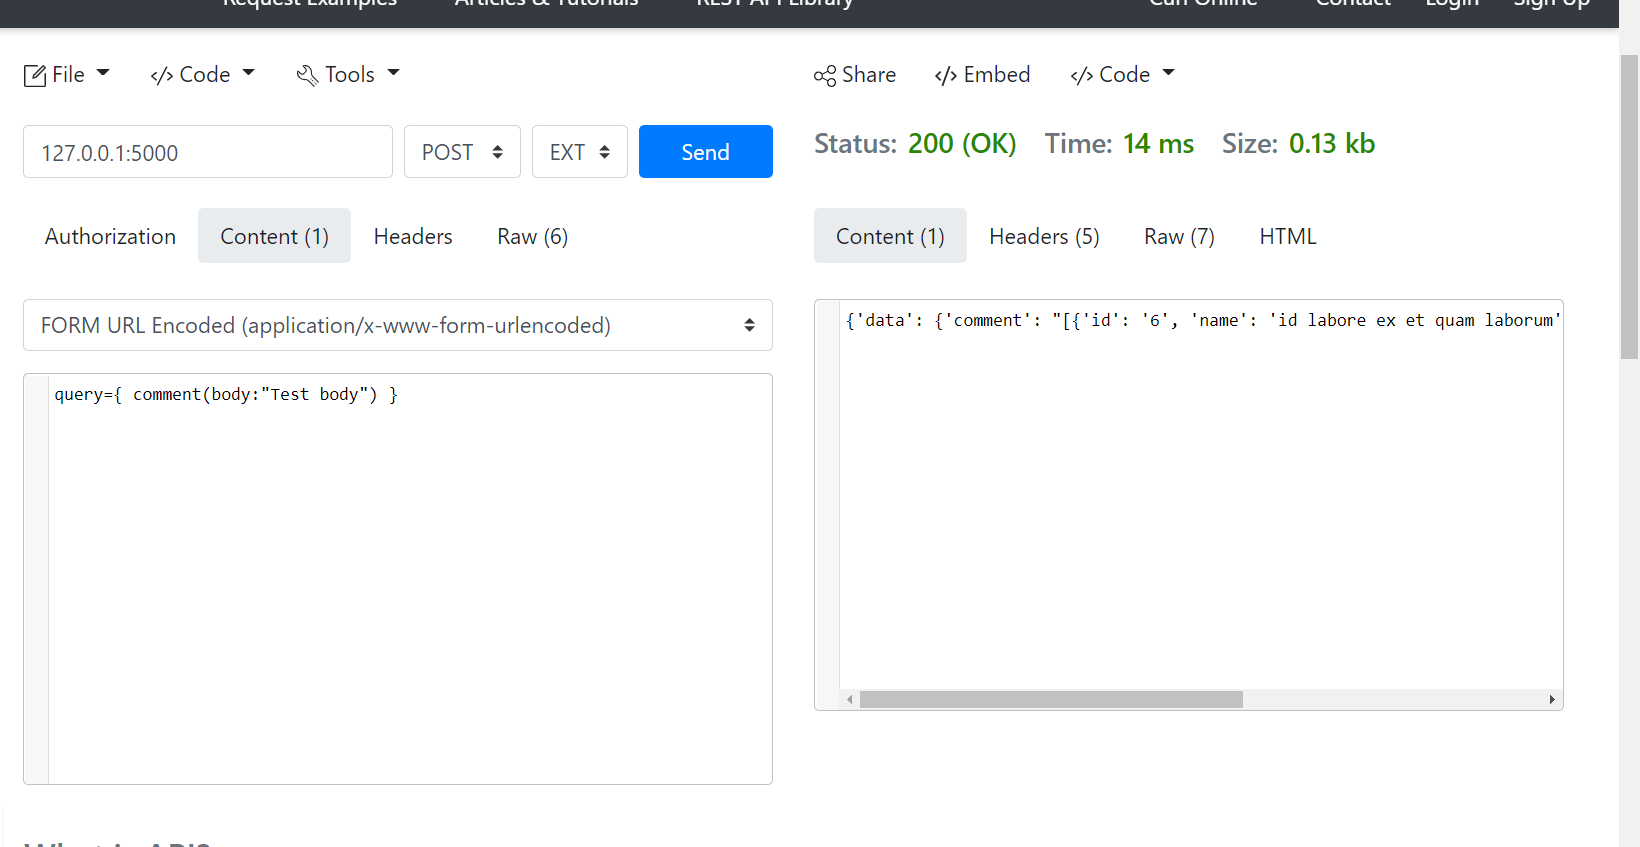 Request Examples Articles & Tutorials REST API Library Curl Online Contact Login Sign Up
File Code Tools Share Embed Code
127.0.0.1:5000 POST EXT Send Status: 200 (OK) Time: 14 ms Size: 0.13 kb
Authorization Content (1) Headers Raw (6) Content (1) Headers (5) Raw (7) HTML
FORM URL Encoded (application/x-www-form-urlencoded)
{'data': {'comment': "[{'id': '6', 'name': 'id labore ex et quam laborum'
query={ comment(body:"Test body") }
What is API?